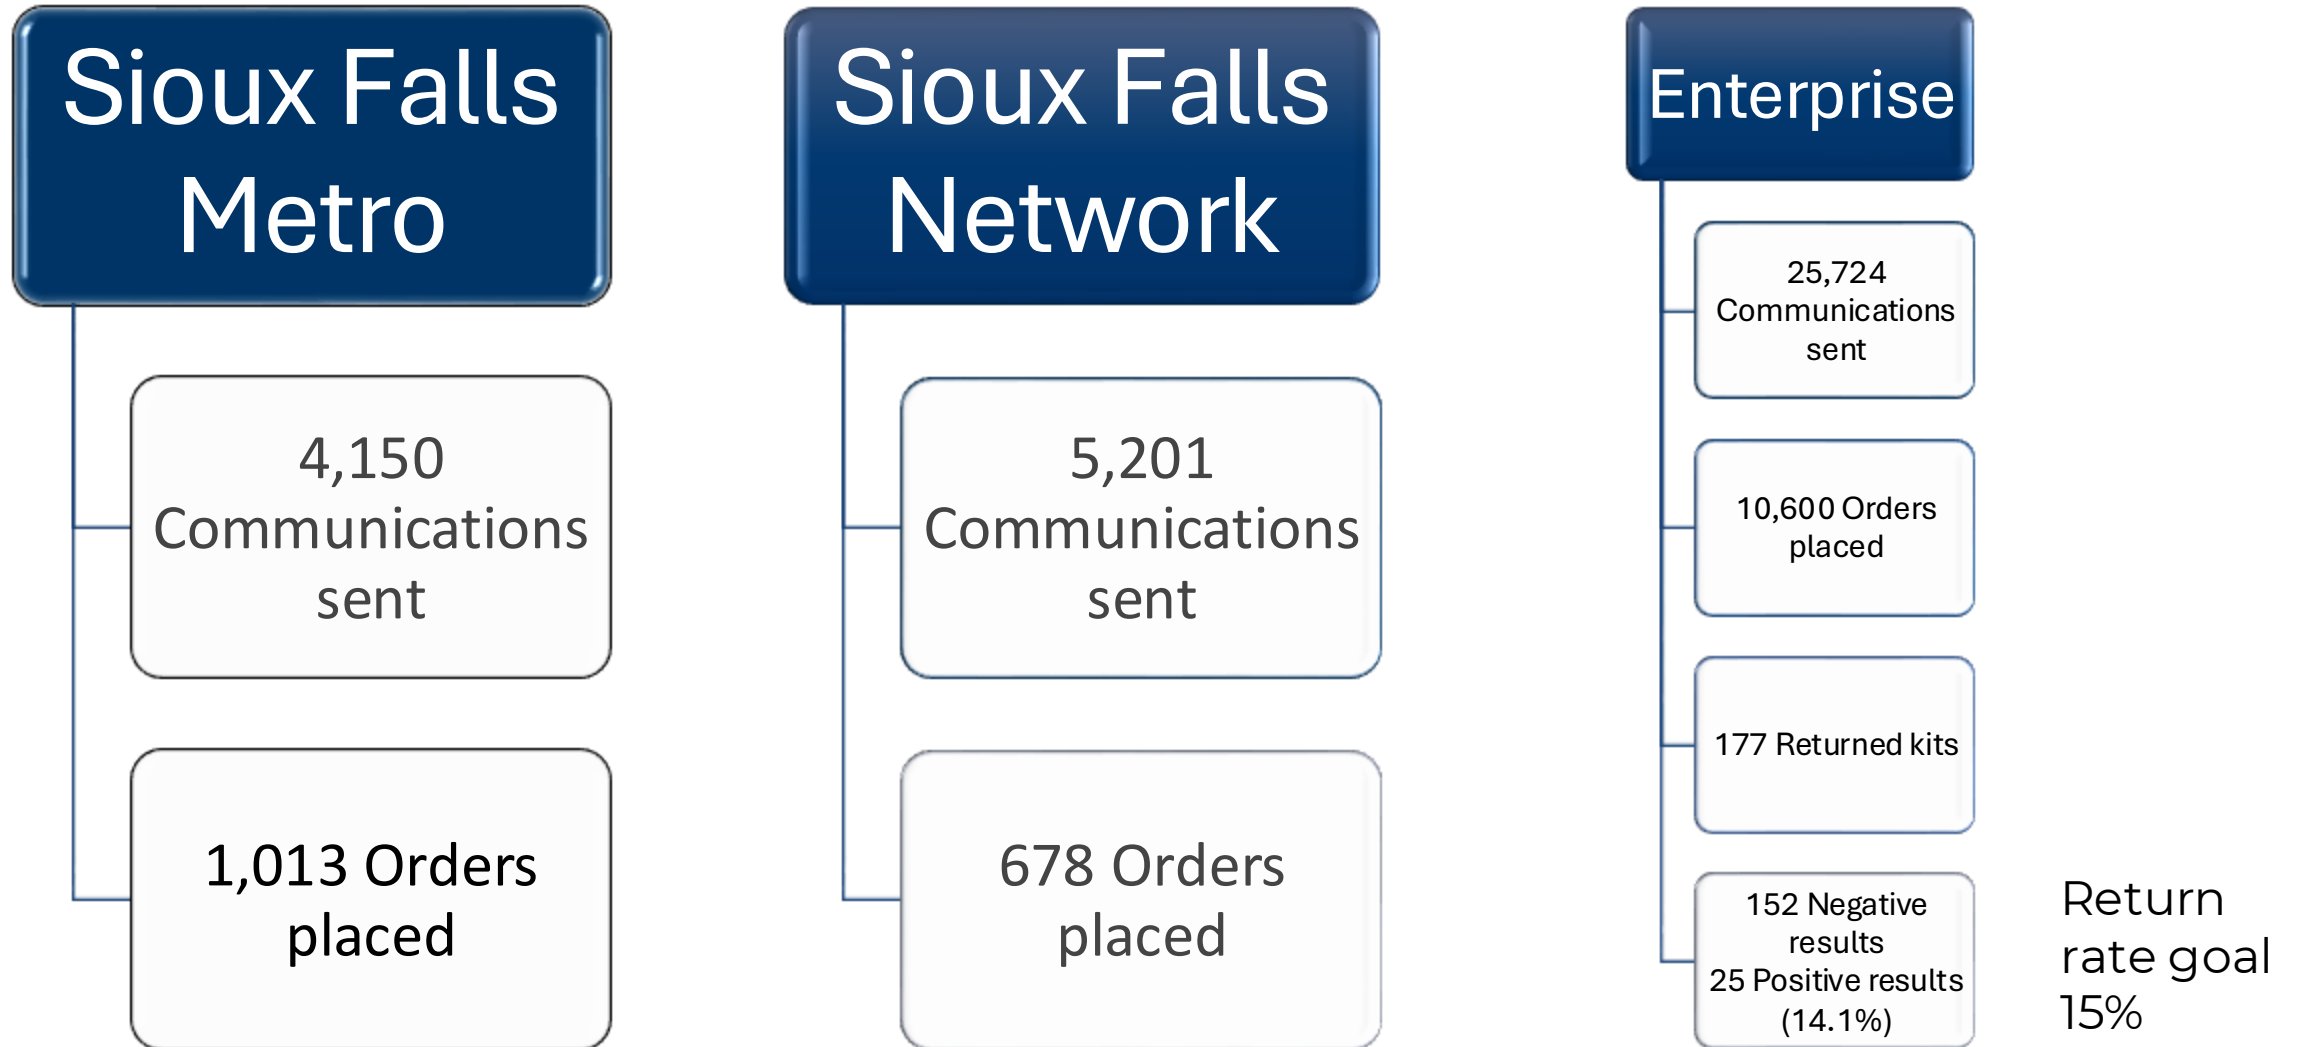 Sioux Falls
Metro
4,150
Communications
sent
1,013 Orders
placed
Sioux Falls
Network
5,201
Communications
sent
678 Orders
placed
Enterprise
25,724
Communications
sent
10,600 Orders
placed
177 Returned kits
152 Negative
results
25 Positive results
(14.1%)
Return
rate goal
15%